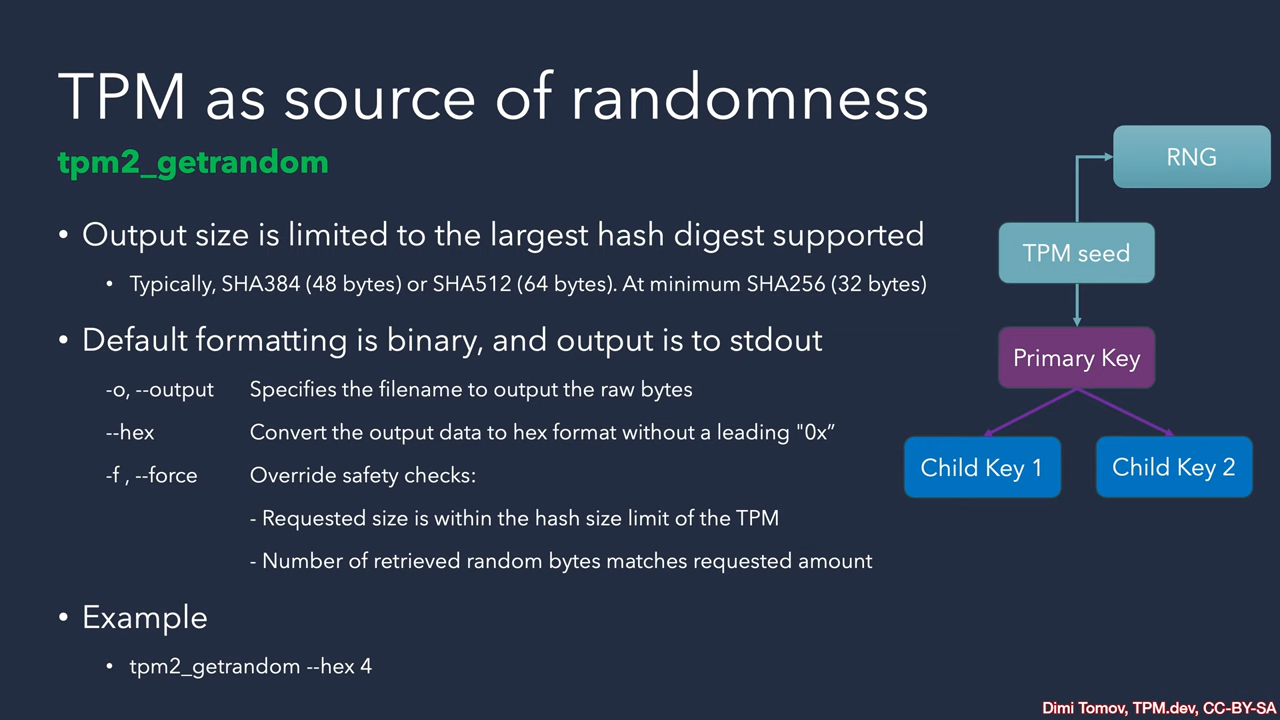 TPM as source of randomness
tpm2_getrandom
• Output size is limited to the largest hash digest supported
• Typically, SHA384 (48 bytes) or SHA512 (64 bytes). At minimum SHA256 (32 bytes)
• Default formatting is binary, and output is to stdout
-o, --output Specifies the filename to output the raw bytes
--hex Convert the output data to hex format without a leading "0x”
-f , --force Override safety checks:
- Requested size is within the hash size limit of the TPM
- Number of retrieved random bytes matches requested amount
• Example
• tpm2_getrandom --hex 4
RNG
TPM seed
Primary Key
Child Key 1
Child Key 2
Dimi Tomov, TPM.dev, CC-BY-SA